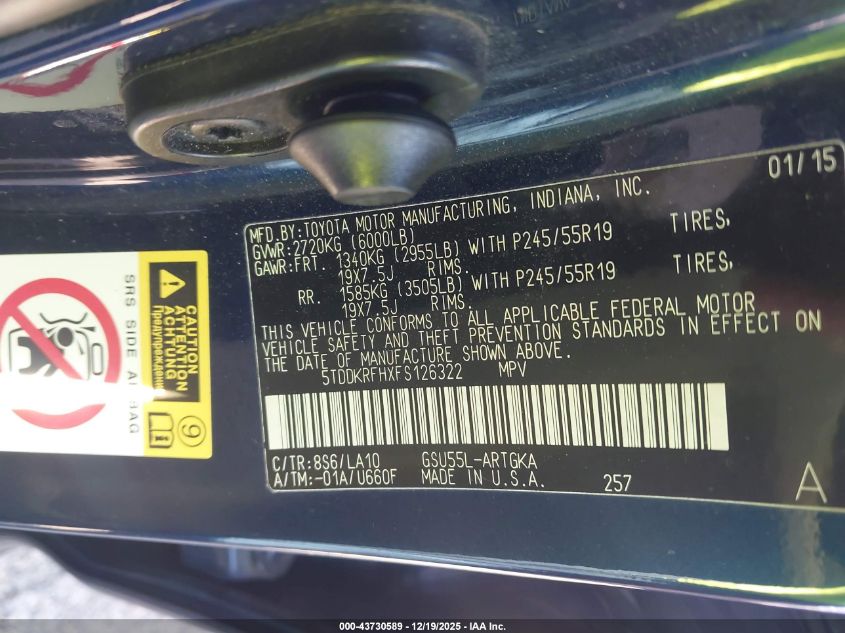 01/15
MFD.BY:TOYOTA MOTOR MANUFACTURING, INDIANA, INC.
GVWR:2720KG (6000LB)
GAWR:FRT. 1340KG (2955LB) WITH P245/55R19 TIRES,
19X7.5J RIMS.
RR. 1585KG (3505LB) WITH P245/55R19 TIRES,
19X7.5J RIMS.
THIS VEHICLE CONFORMS TO ALL APPLICABLE FEDERAL MOTOR
VEHICLE SAFETY AND THEFT PREVENTION STANDARDS IN EFFECT ON
THE DATE OF MANUFACTURE SHOWN ABOVE.
5TDDKRFHXFS126322 MPV
C/TR:8S6/LA10 GSU55L-ARTGKA
A/TM:-01A/U660F MADE IN U.S.A. 257 A
SRS SIDE AIRBAG
CAUTION
ATTENTION
ACHTUNG
Предупреждение
9
000-43730589 - 12/19/2025 - IAA Inc.